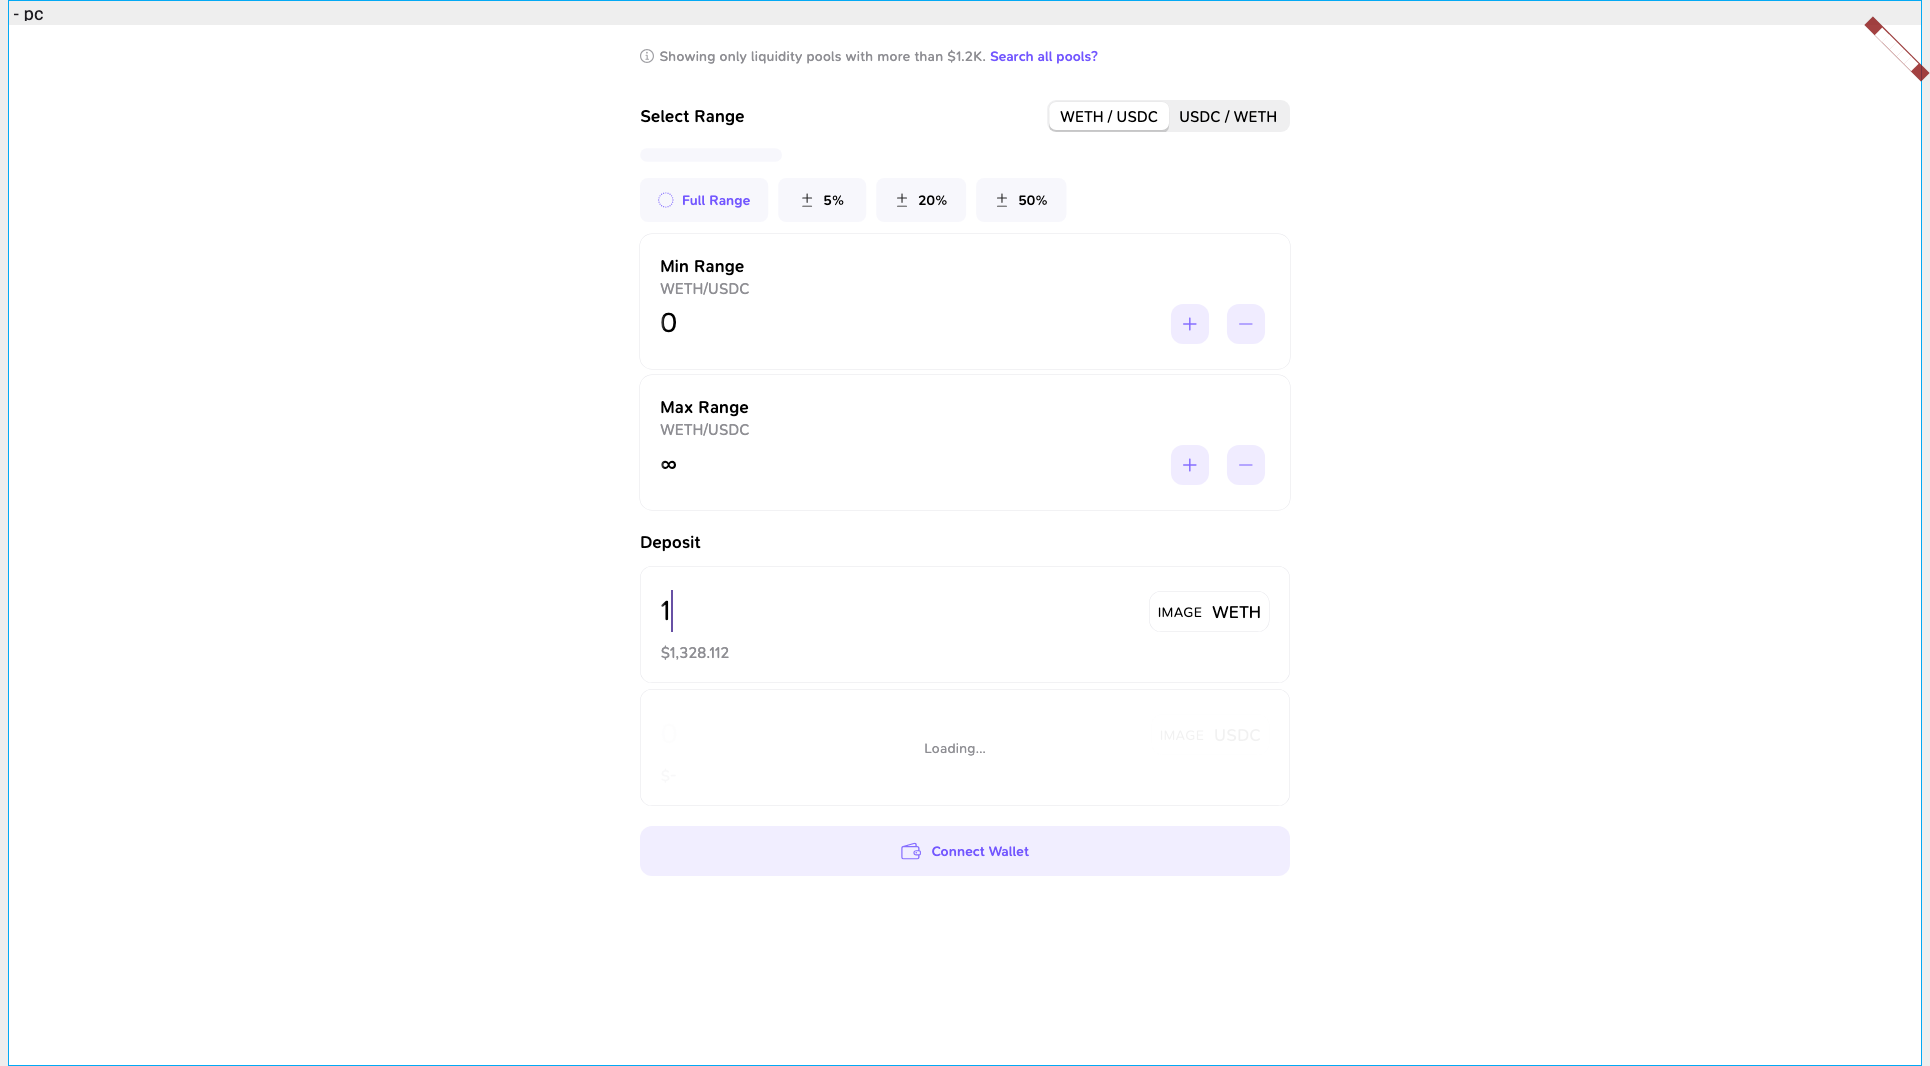 - pc
Showing only liquidity pools with more than $1.2K. Search all pools?
Select Range
WETH / USDC USDC / WETH
Full Range ± 5% ± 20% ± 50%
Min Range
WETH/USDC
0
+ −
Max Range
WETH/USDC
∞
+ −
Deposit
1 IMAGE WETH
$1,328.112
0 IMAGE USDC
Loading...
$-
Connect Wallet